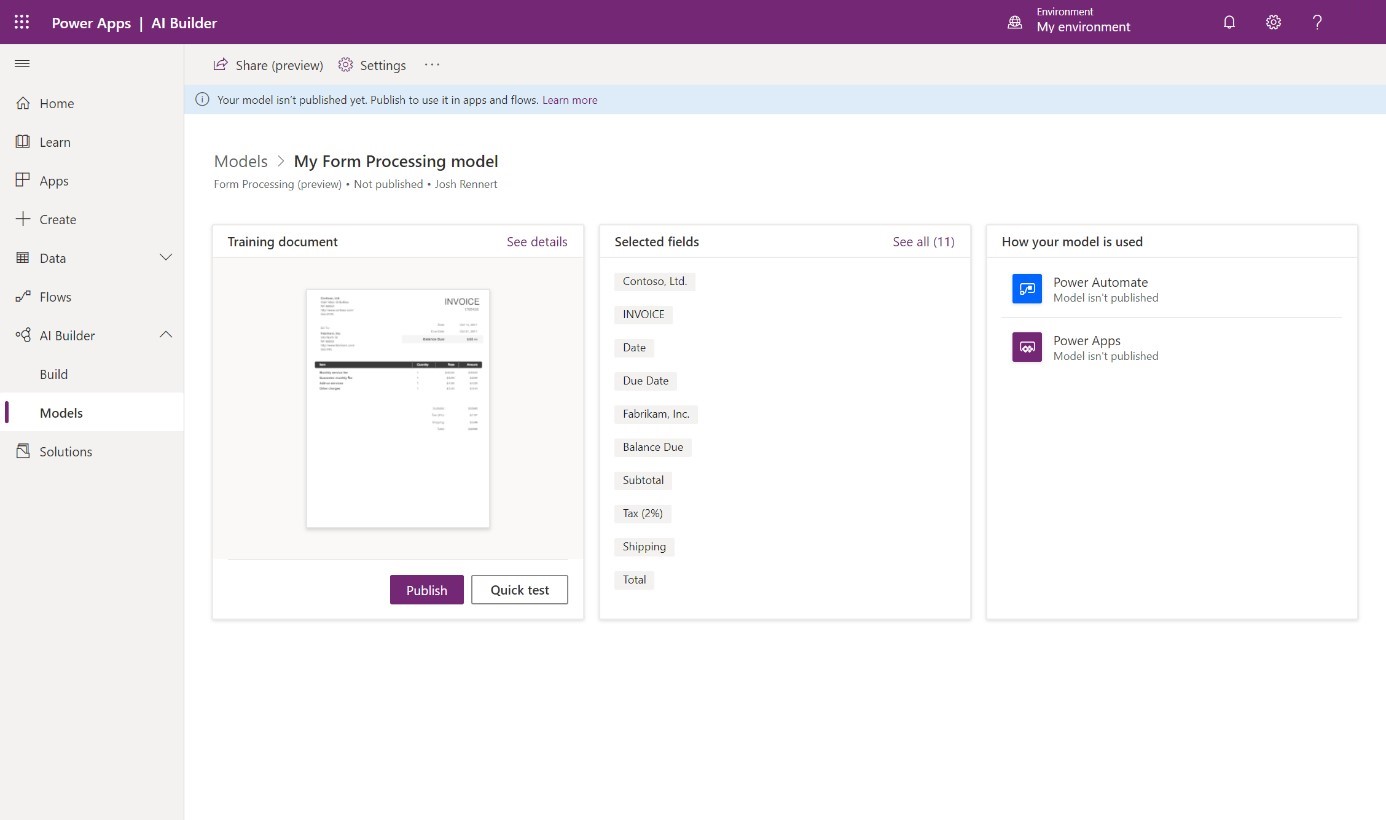 Power Apps | AI Builder
Environment
My environment
Share (preview)
Settings
Your model isn't published yet. Publish to use it in apps and flows. Learn more
Home
Learn
Apps
Create
Data
Flows
AI Builder
Build
Models
Solutions
Models > My Form Processing model
Form Processing (preview) • Not published • Josh Rennert
Training document
See details
INVOICE
Balance Due
Publish
Quick test
Selected fields
See all (11)
Contoso, Ltd.
INVOICE
Date
Due Date
Fabrikam, Inc.
Balance Due
Subtotal
Tax (2%)
Shipping
Total
How your model is used
Power Automate
Model isn't published
Power Apps
Model isn't published